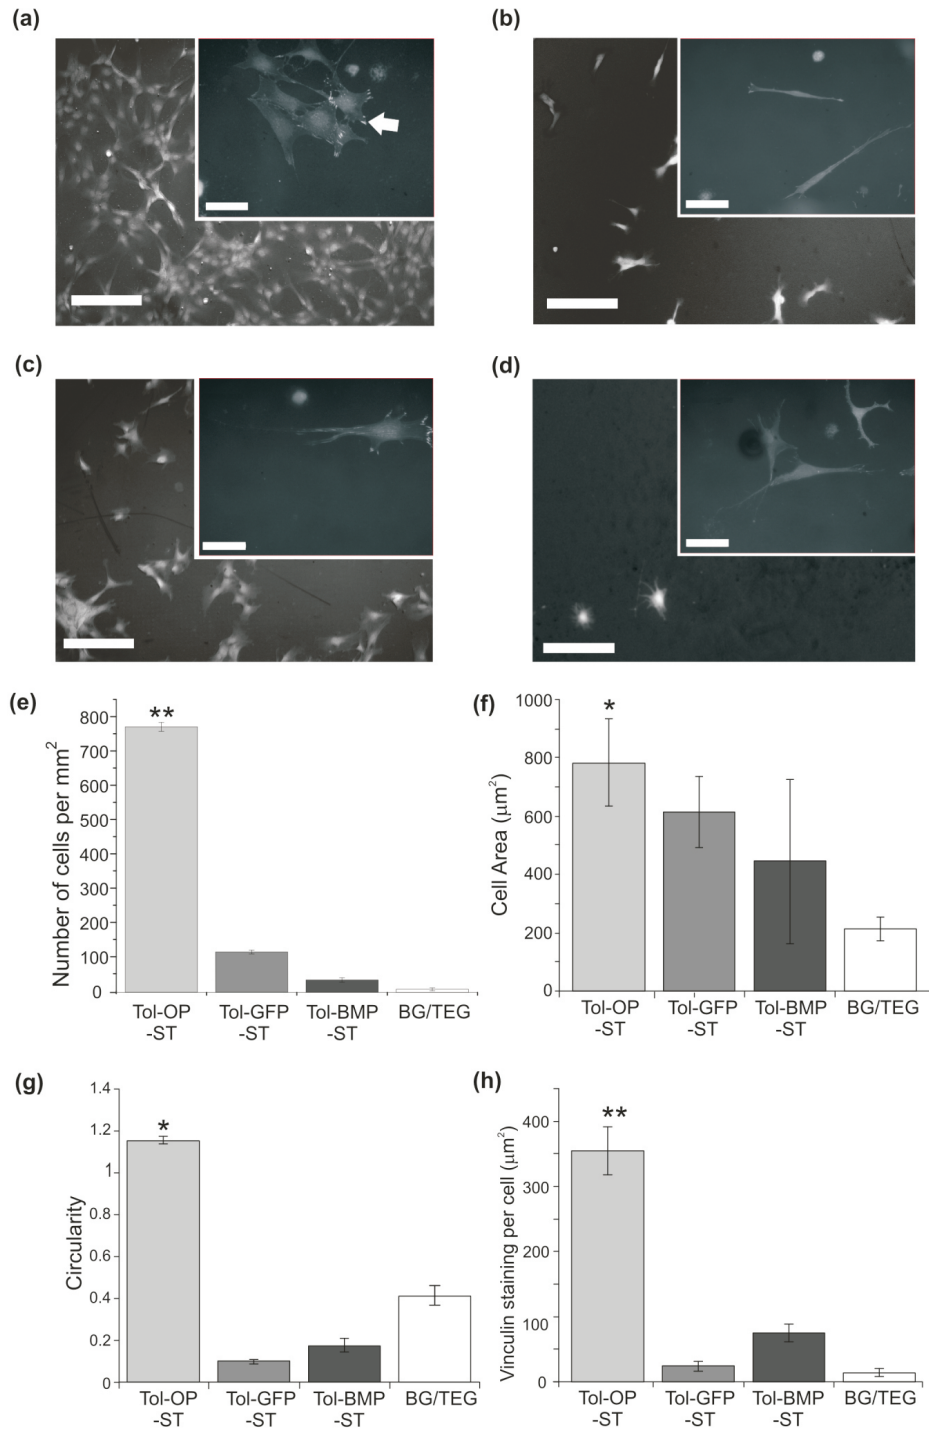 (a)
(b)
(c)
(d)
(e)
Number of cells per mm²
800
700
600
500
400
300
200
100
0
**
Tol-OP
-ST
Tol-GFP
-ST
Tol-BMP
-ST
BG/TEG
(f)
Cell Area (μm²)
1000
800
600
400
200
0
*
Tol-OP
-ST
Tol-GFP
-ST
Tol-BMP
-ST
BG/TEG
(g)
Circularity
1.4
1.2
1
0.8
0.6
0.4
0.2
0
*
Tol-OP
-ST
Tol-GFP
-ST
Tol-BMP
-ST
BG/TEG
(h)
Vinculin staining per cell (μm²)
400
300
200
100
0
**
Tol-OP
-ST
Tol-GFP
-ST
Tol-BMP
-ST
BG/TEG